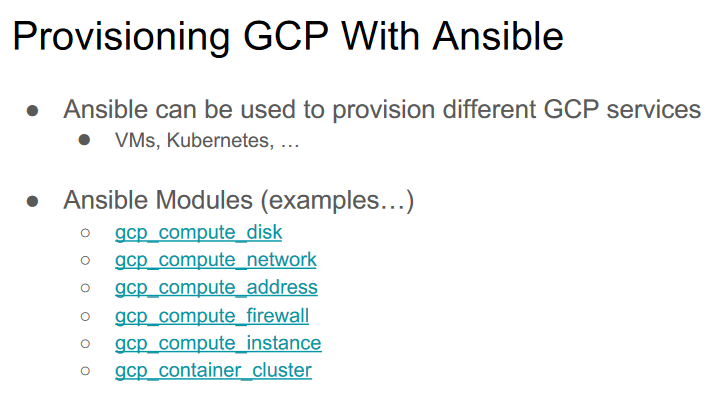 Provisioning GCP With Ansible
● Ansible can be used to provision different GCP services
● VMs, Kubernetes, …
● Ansible Modules (examples…)
○ gcp_compute_disk
○ gcp_compute_network
○ gcp_compute_address
○ gcp_compute_firewall
○ gcp_compute_instance
○ gcp_container_cluster